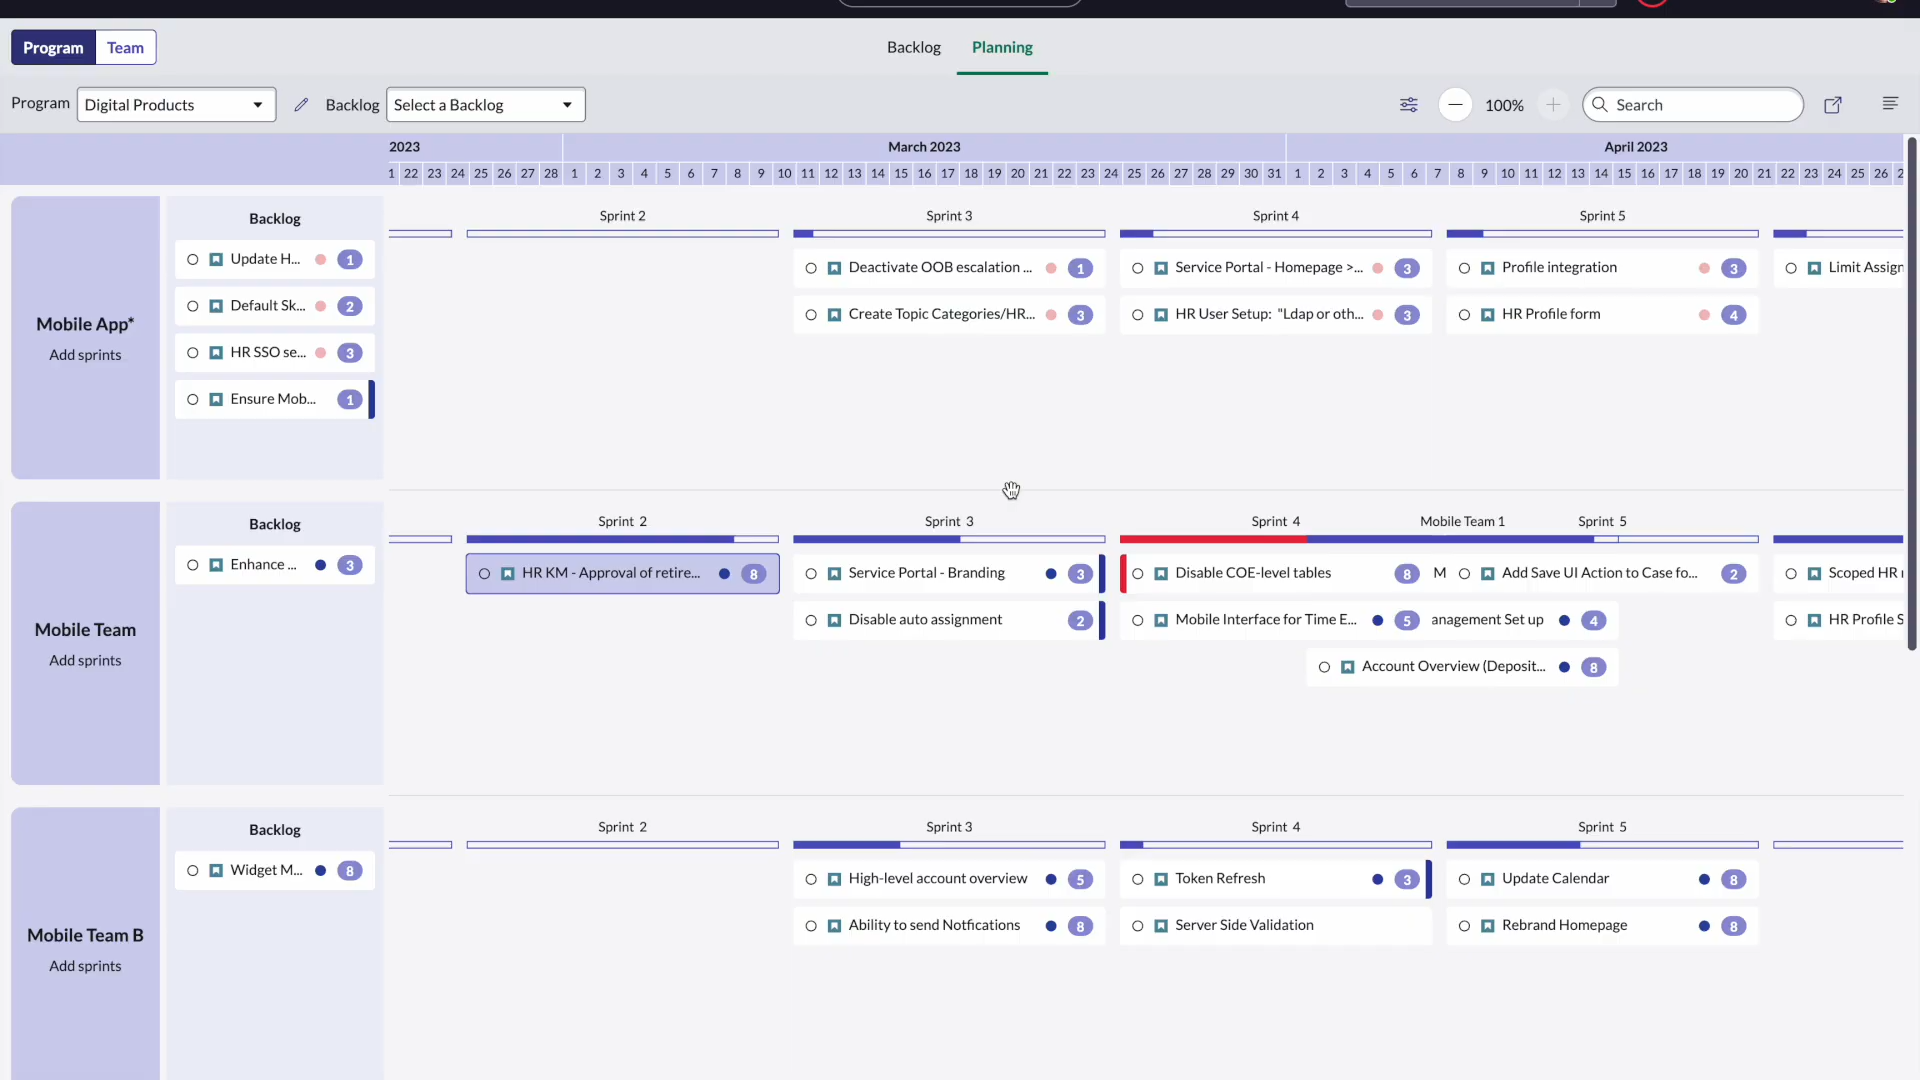 Program Team
Backlog Planning
Program Digital Products Backlog Select a Backlog 100% Search
2023 March 2023 April 2023
1 22 23 24 25 26 27 28 1 2 3 4 5 6 7 8 9 10 11 12 13 14 15 16 17 18 19 20 21 22 23 24 25 26 27 28 29 30 31 1 2 3 4 5 6 7 8 9 10 11 12 13 14 15 16 17 18 19 20 21 22 23 24 25 26 2
Mobile App*
Add sprints
Backlog
Update H... 1
Default Sk... 2
HR SSO se... 3
Ensure Mob... 1
Sprint 2
Sprint 3
Deactivate OOB escalation ... 1
Create Topic Categories/HR... 3
Sprint 4
Service Portal - Homepage >... 3
HR User Setup: "Ldap or oth... 3
Sprint 5
Profile integration 3
HR Profile form 4
Limit Assign
Mobile Team
Add sprints
Backlog
Enhance ... 3
Sprint 2
HR KM - Approval of retire... 8
Sprint 3
Service Portal - Branding 3
Disable auto assignment 2
Sprint 4 Mobile Team 1 Sprint 5
Disable COE-level tables 8 M Add Save UI Action to Case fo... 2
Mobile Interface for Time E... 5 anagement Set up 4
Account Overview (Deposit... 8
Scoped HR
HR Profile S
Mobile Team B
Add sprints
Backlog
Widget M... 8
Sprint 2
Sprint 3
High-level account overview 5
Ability to send Notfications 8
Sprint 4
Token Refresh 3
Server Side Validation
Sprint 5
Update Calendar 8
Rebrand Homepage 8